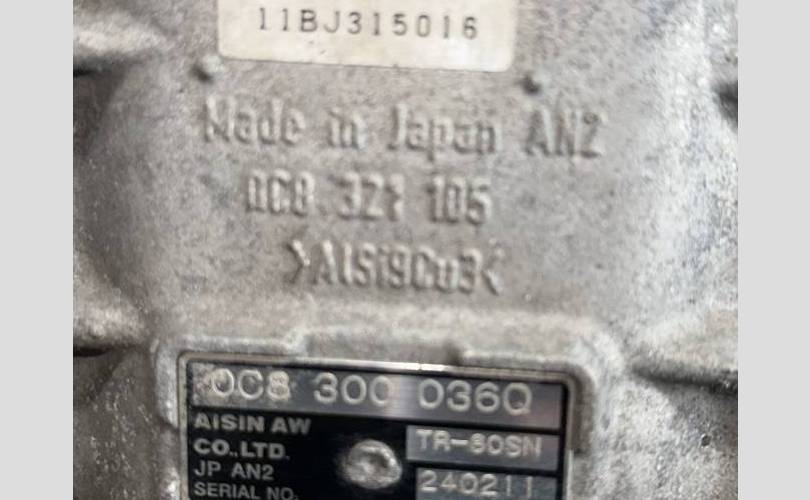 11BJ315016
Made in Japan AN2
0C8.321 105
>AlSi9Cu3<
0C8 300 036Q
AISIN AW
CO.,LTD.
TR-60SN
JP AN2
240211
SERIAL NO.